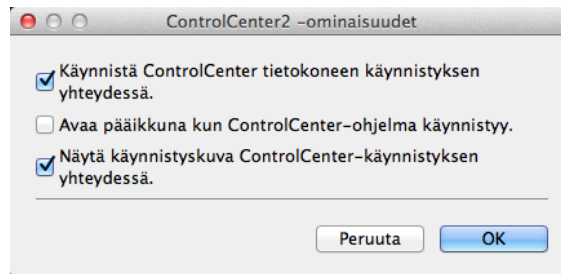 ControlCenter2 -ominaisuudet
Käynnistä ControlCenter tietokoneen käynnistyksen
yhteydessä.
Avaa pääikkuna kun ControlCenter-ohjelma käynnistyy.
Näytä käynnistyskuva ControlCenter-käynnistyksen
yhteydessä.
Peruuta OK